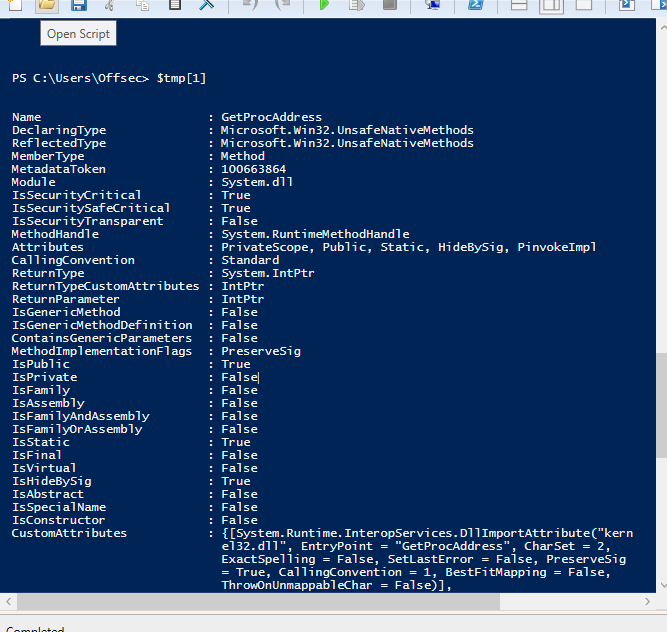 Open Script
PS C:\Users\Offsec> $tmp[1]
Name : GetProcAddress
DeclaringType : Microsoft.Win32.UnsafeNativeMethods
ReflectedType : Microsoft.Win32.UnsafeNativeMethods
MemberType : Method
MetadataToken : 100663864
Module : System.dll
IsSecurityCritical : True
IsSecuritySafeCritical : True
IsSecurityTransparent : False
MethodHandle : System.RuntimeMethodHandle
Attributes : PrivateScope, Public, Static, HideBySig, PinvokeImpl
CallingConvention : Standard
ReturnType : System.IntPtr
ReturnTypeCustomAttributes : IntPtr
ReturnParameter : IntPtr
IsGenericMethod : False
IsGenericMethodDefinition : False
ContainsGenericParameters : False
MethodImplementationFlags : PreserveSig
IsPublic : True
IsPrivate : False
IsFamily : False
IsAssembly : False
IsFamilyAndAssembly : False
IsFamilyOrAssembly : False
IsStatic : True
IsFinal : False
IsVirtual : False
IsHideBySig : True
IsAbstract : False
IsSpecialName : False
IsConstructor : False
CustomAttributes : {[System.Runtime.InteropServices.DllImportAttribute("kern
el32.dll", EntryPoint = "GetProcAddress", CharSet = 2,
ExactSpelling = False, SetLastError = False, PreserveSig
= True, CallingConvention = 1, BestFitMapping = False,
ThrowOnUnmappableChar = False)],
Completed